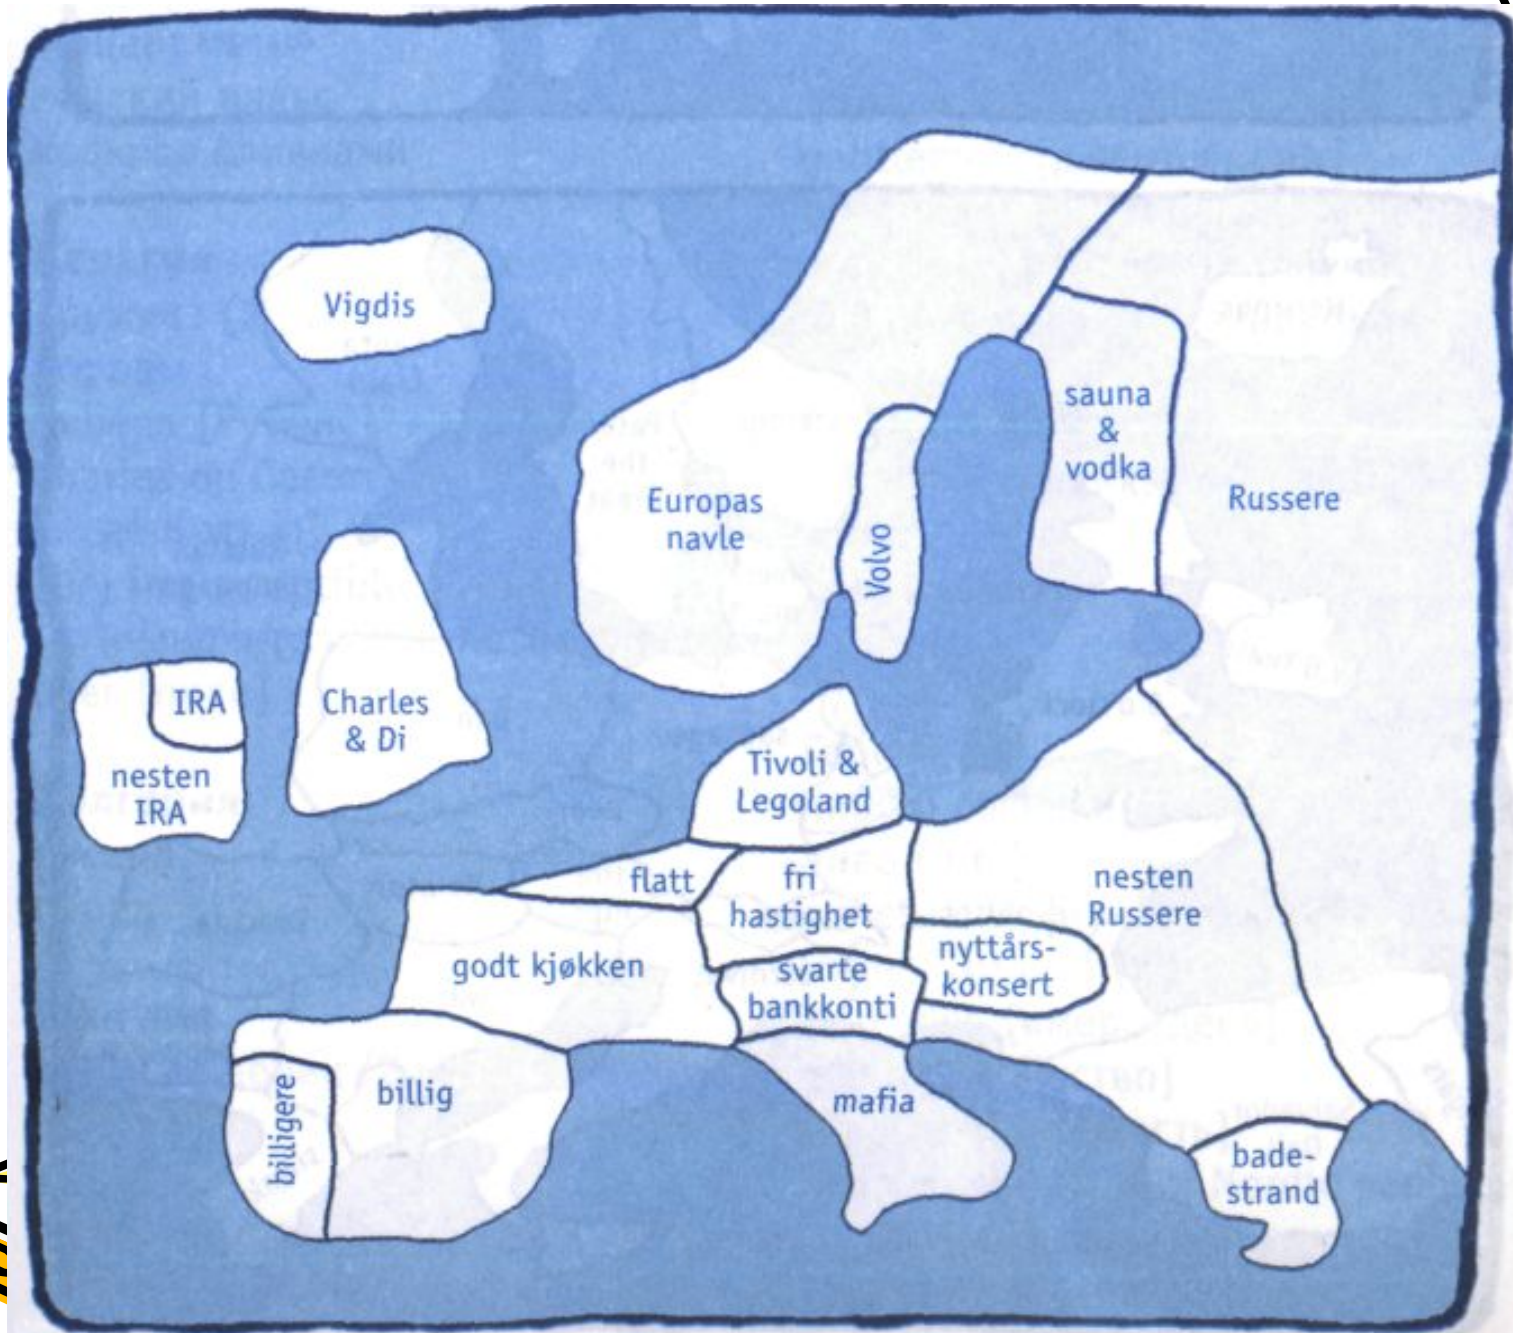 Vigdis
sauna
&
vodka
Russere
Europas
navle
Volvo
IRA
nesten
IRA
Charles
& Di
Tivoli &
Legoland
flatt
fri
hastighet
nesten
Russere
godt kjøkken
svarte
bankkonti
nyttårs-
konsert
billigere
billig
mafia
bade-
strand